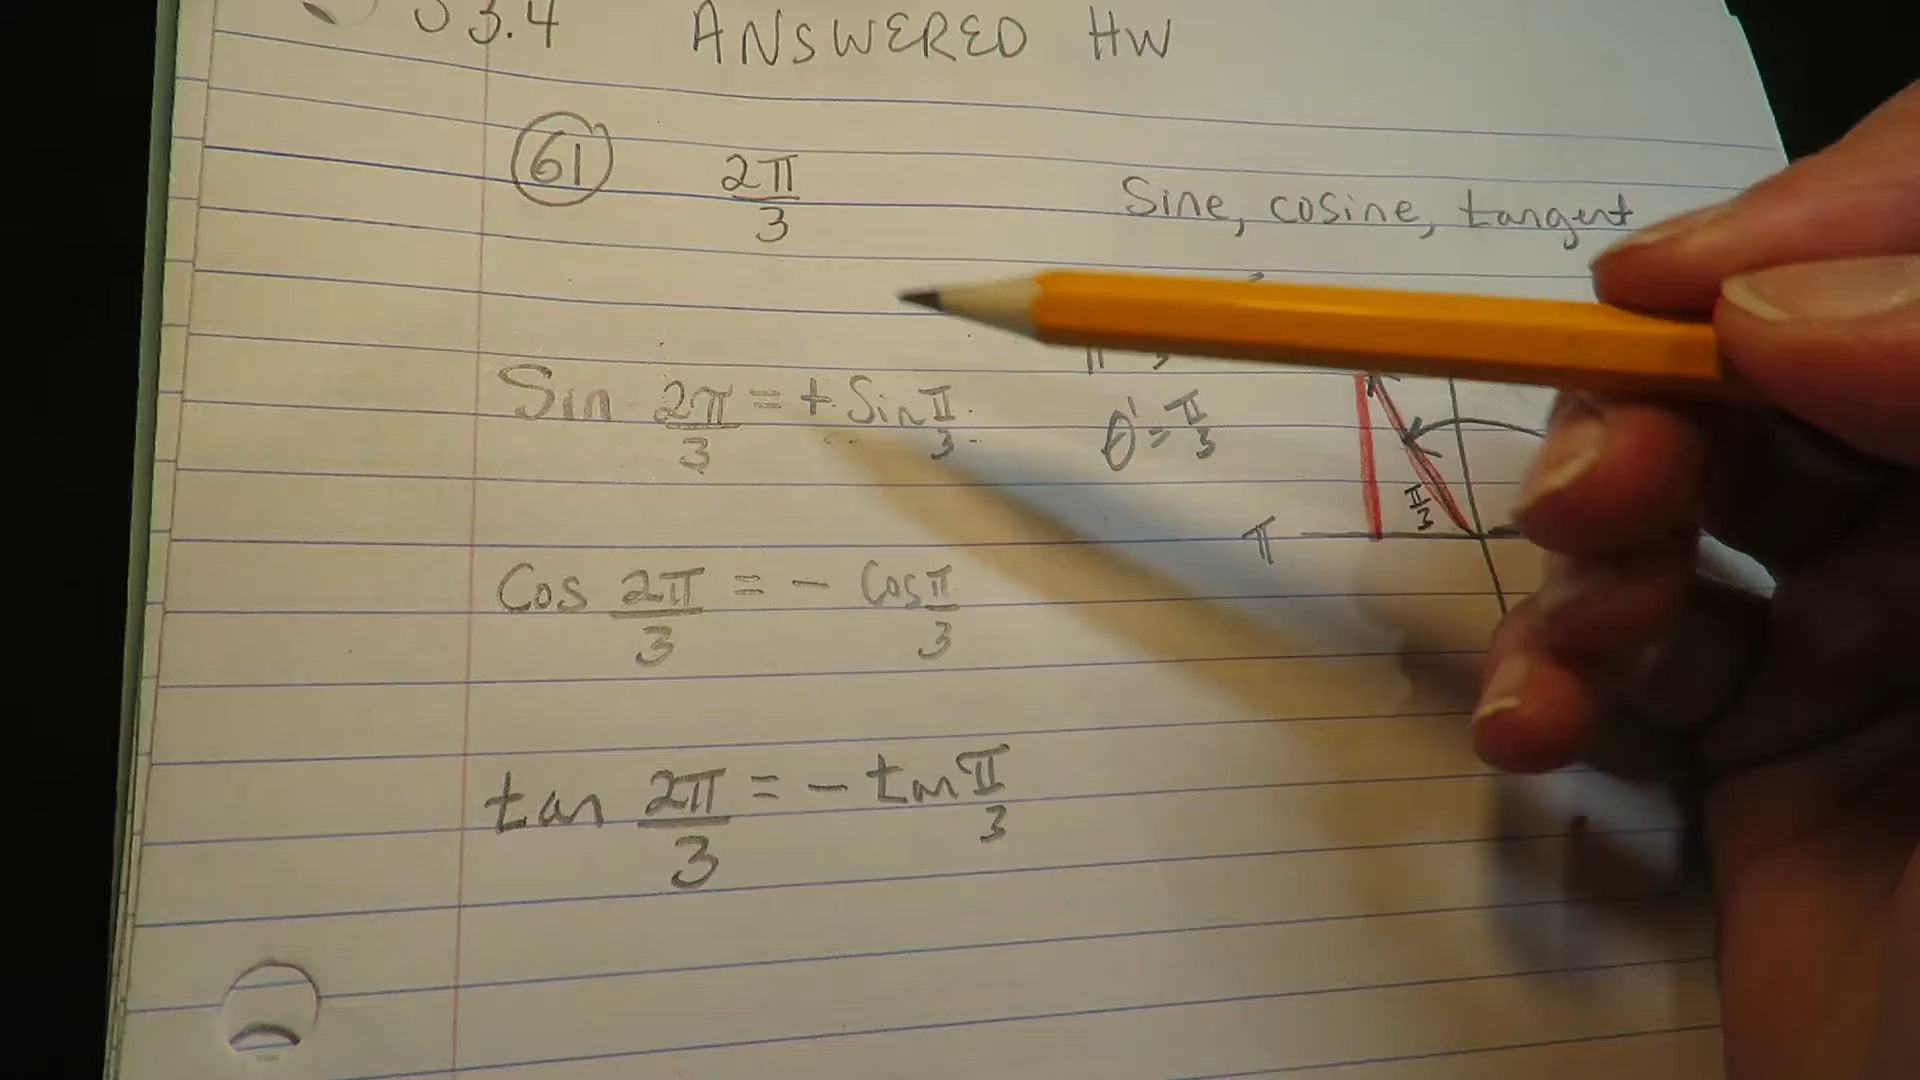 3.4 ANSWERED HW
61 2π/3 Sine, cosine, tangent
Sin 2π/3 = + Sin π/3
θ' = π/3
π/3
π
Cos 2π/3 = - Cos π/3
tan 2π/3 = - tan π/3